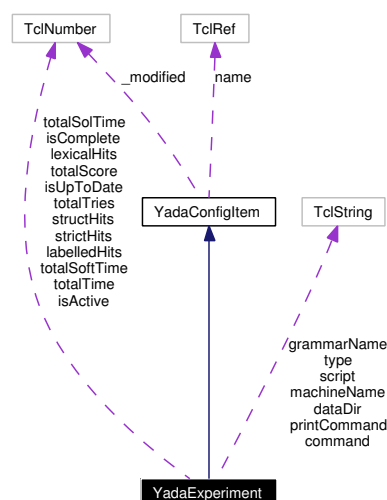 TclNumber
TclRef
_modified
name
totalSolTime
isComplete
lexicalHits
totalScore
isUpToDate
totalTries
structHits
strictHits
labelledHits
totalSoftTime
totalTime
isActive
YadaConfigItem
TclString
grammarName
type
script
machineName
dataDir
printCommand
command
YadaExperiment